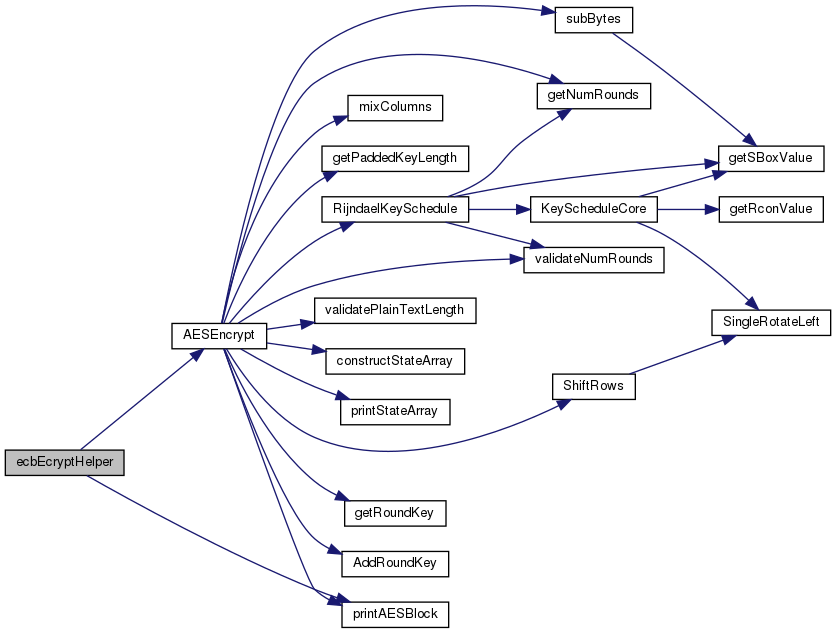 subBytes
getNumRounds
mixColumns
getPaddedKeyLength
getSBoxValue
RijndaelKeySchedule
KeyScheduleCore
getRconValue
validateNumRounds
validatePlainTextLength
SingleRotateLeft
AESEncrypt
constructStateArray
ShiftRows
printStateArray
ecbEcryptHelper
getRoundKey
AddRoundKey
printAESBlock